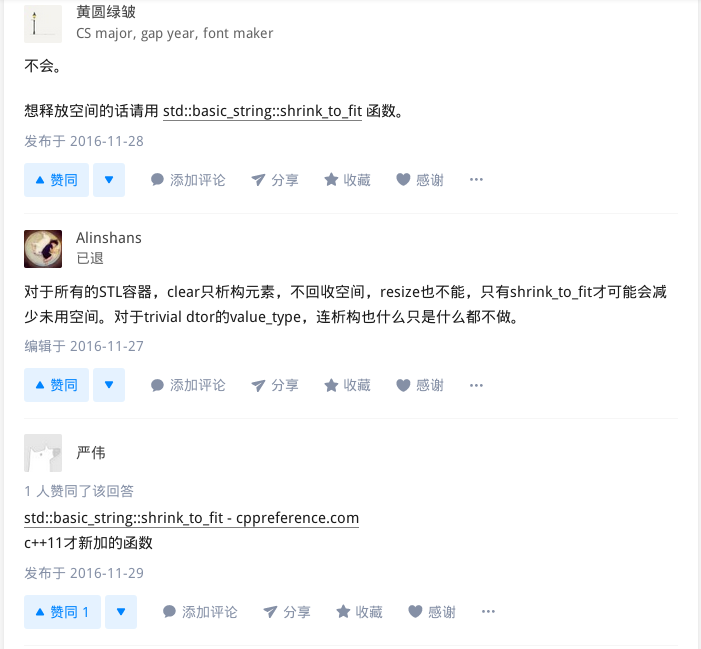 黄圆绿皱
CS major, gap year, font maker
不会。
想释放空间的话请用 std::basic_string::shrink_to_fit 函数。
发布于 2016-11-28
赞同 添加评论 分享 收藏 感谢
Alinshans
已退
对于所有的STL容器，clear只析构元素，不回收空间，resize也不能，只有shrink_to_fit才可能会减
少未用空间。对于trivial dtor的value_type，连析构也什么只是什么都不做。
编辑于 2016-11-27
赞同 添加评论 分享 收藏 感谢
严伟
1 人赞同了该回答
std::basic_string::shrink_to_fit - cppreference.com
c++11才新加的函数
发布于 2016-11-29
赞同 1 添加评论 分享 收藏 感谢